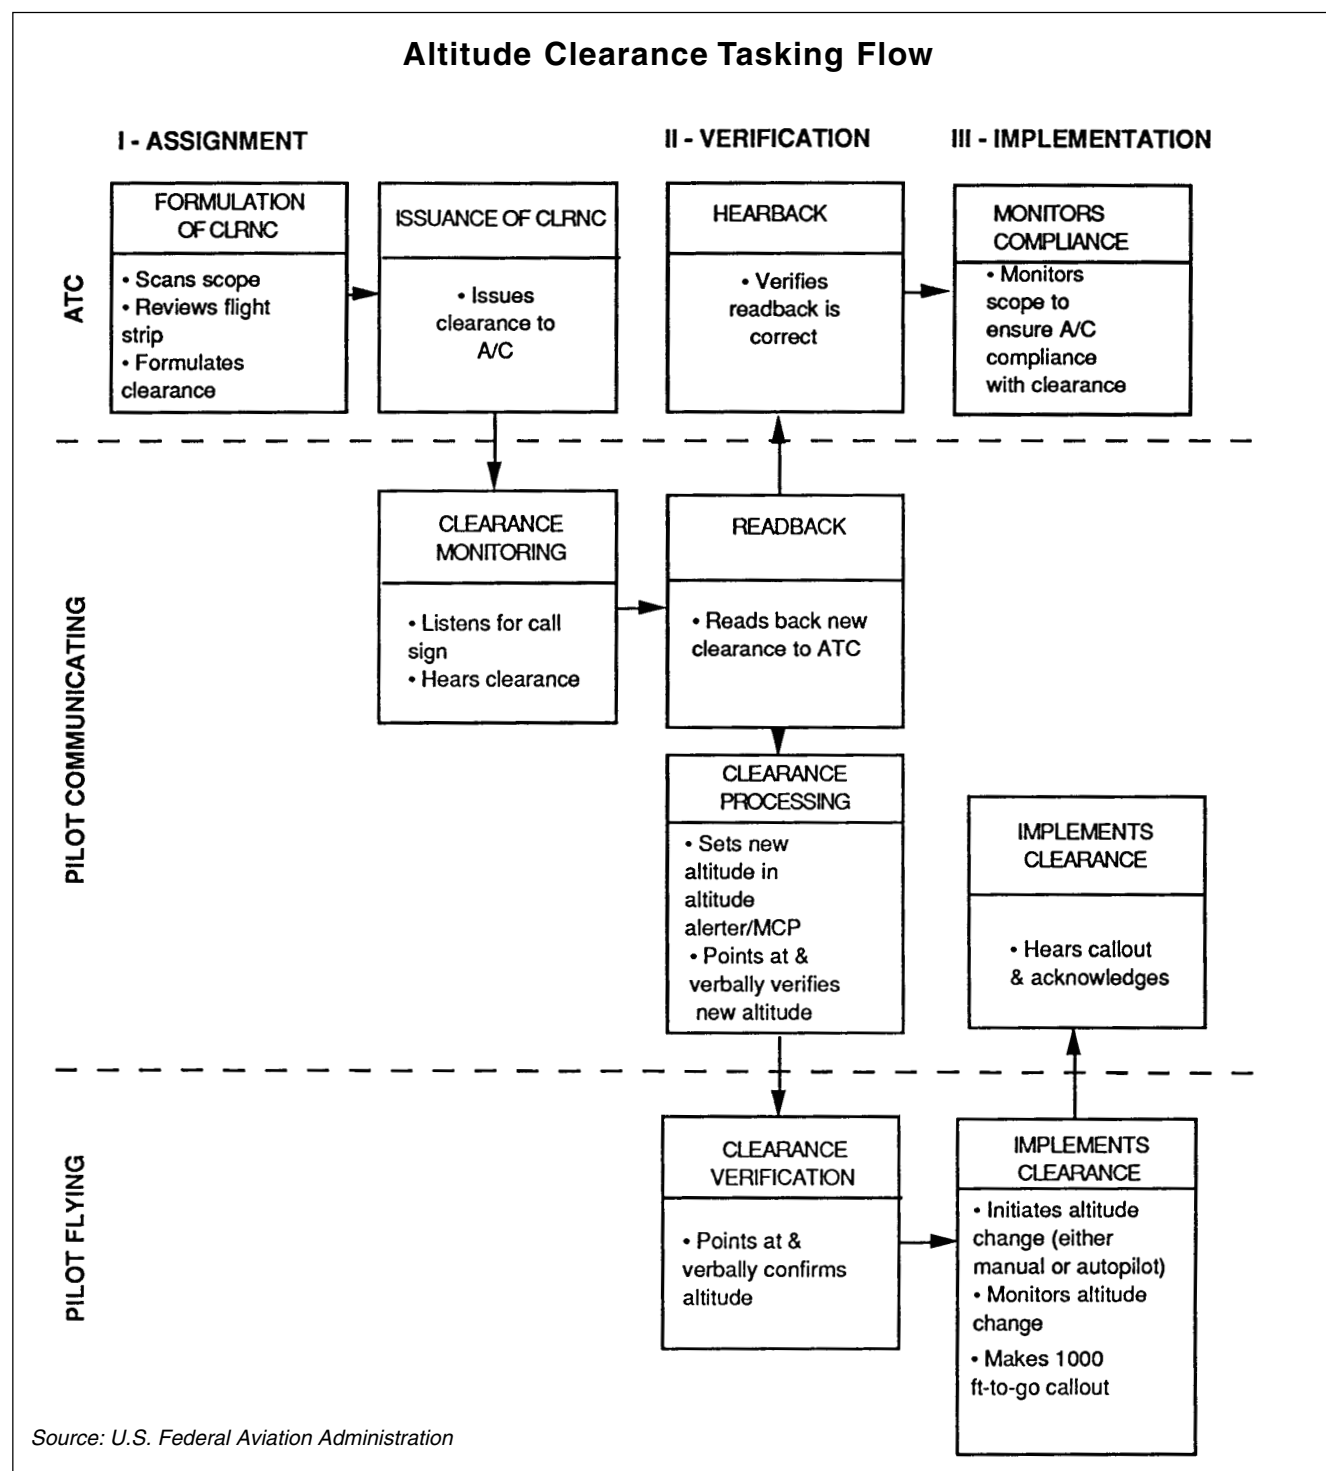 Altitude Clearance Tasking Flow
I - ASSIGNMENT
II - VERIFICATION
III - IMPLEMENTATION
ATC
FORMULATION
OF CLRNC
• Scans scope
• Reviews flight
strip
• Formulates
clearance
ISSUANCE OF CLRNC
• Issues
clearance to
A/C
HEARBACK
• Verifies
readback is
correct
MONITORS
COMPLIANCE
• Monitors
scope to
ensure A/C
compliance
with clearance
PILOT COMMUNICATING
CLEARANCE
MONITORING
• Listens for call
sign
• Hears clearance
READBACK
• Reads back new
clearance to ATC
CLEARANCE
PROCESSING
• Sets new
altitude in
altitude
alerter/MCP
• Points at &
verbally verifies
new altitude
IMPLEMENTS
CLEARANCE
• Hears callout
& acknowledges
PILOT FLYING
CLEARANCE
VERIFICATION
• Points at &
verbally confirms
altitude
IMPLEMENTS
CLEARANCE
• Initiates altitude
change (either
manual or autopilot)
• Monitors altitude
change
• Makes 1000
ft-to-go callout
Source: U.S. Federal Aviation Administration